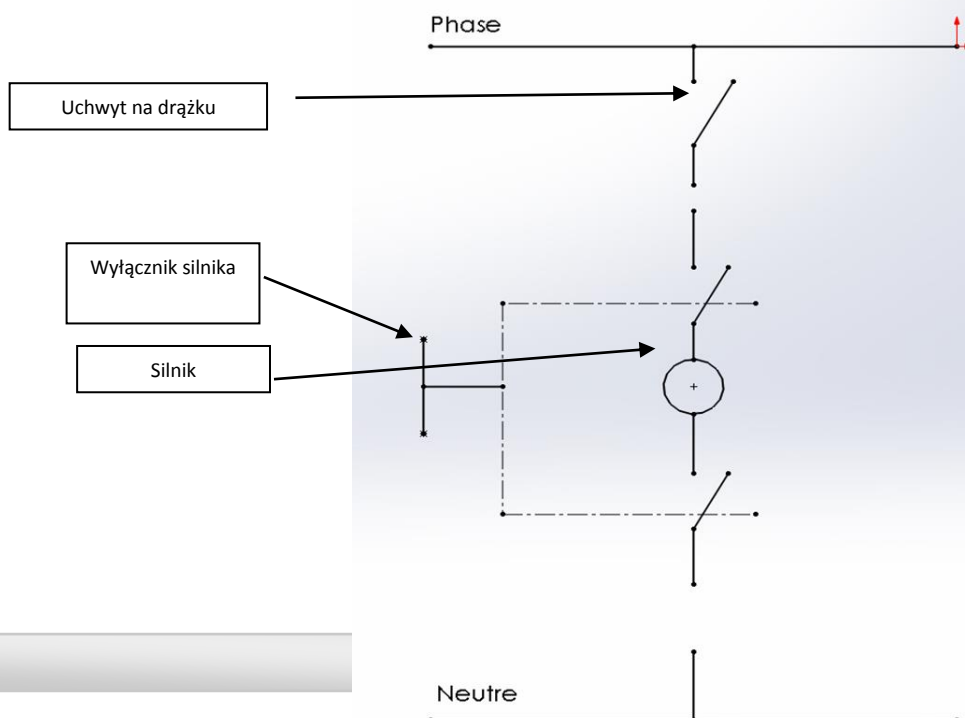 Phase
Uchwyt na drążku
Wyłącznik silnika
Silnik
Neutre